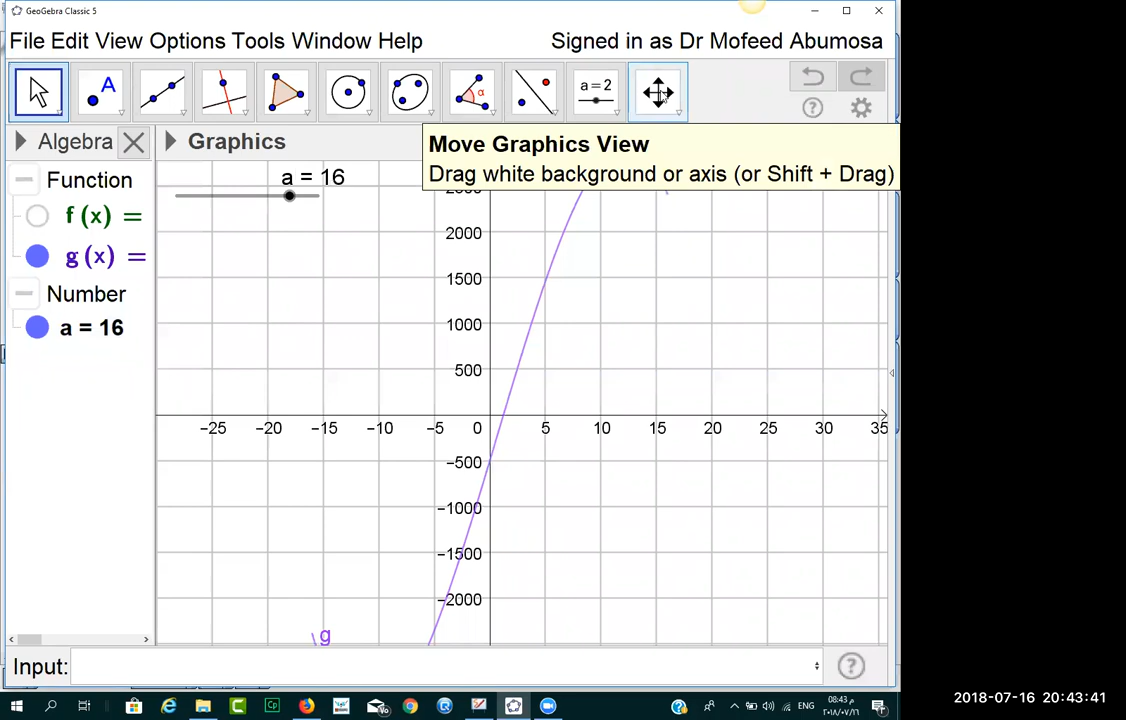 GeoGebra Classic 5
File Edit View Options Tools Window Help
Signed in as Dr Mofeed Abumosa
A
α
a=2
Algebra
Graphics
Move Graphics View
Drag white background or axis (or Shift + Drag)
Function
f (x) =
g (x) =
Number
a = 16
a = 16
2000
1500
1000
500
-25 -20 -15 -10 -5 0 5 10 15 20 25 30 35
−500
−1000
−1500
−2000
g
Input:
ENG
08:43 م
٢٠١٨/٠٧/١٦
2018-07-16 20:43:41